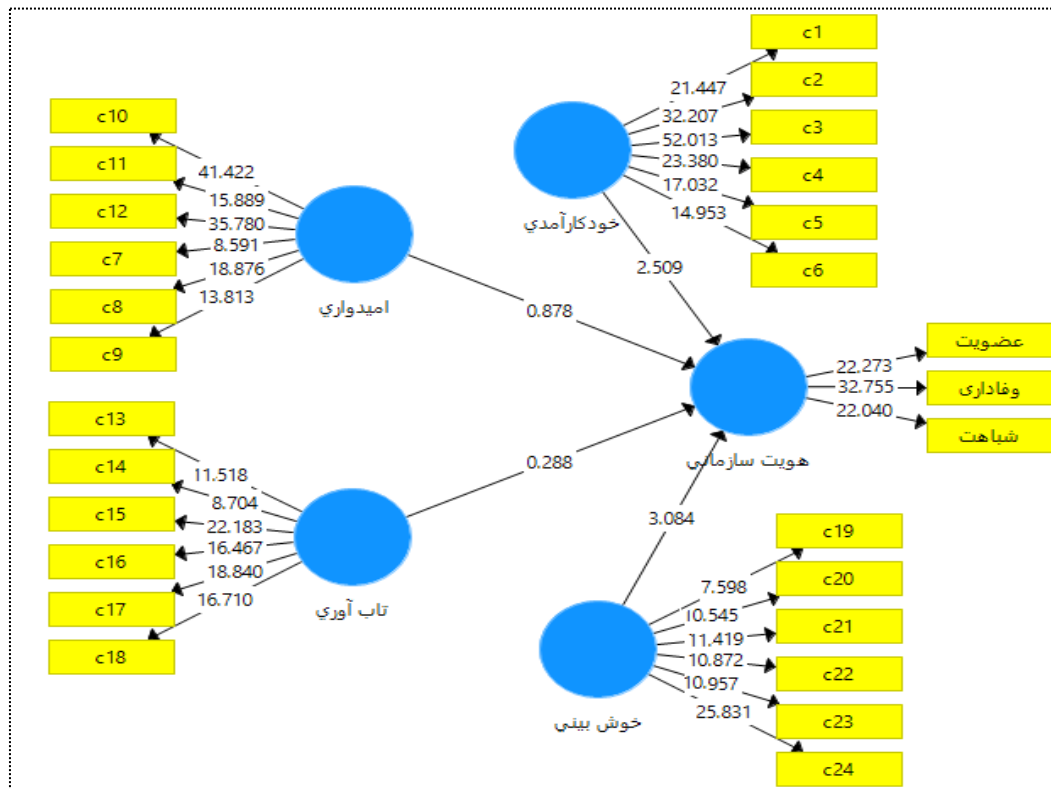 c10
c11
c12
c7
c8
c9
41.422
15.889
35.780
8.591
18.876
13.813
اميدواري
0.878
c1
c2
c3
c4
c5
c6
21.447
32.207
52.013
23.380
17.032
14.953
خودكارآمدي
2.509
عضویت
وفاداری
شباهت
22.273
32.755
22.040
هويت سازماني
c13
c14
c15
c16
c17
c18
11.518
8.704
22.183
16.467
18.840
16.710
تاب آوري
0.288
c19
c20
c21
c22
c23
c24
7.598
10.545
11.419
10.872
10.957
25.831
خوش بيني
3.084